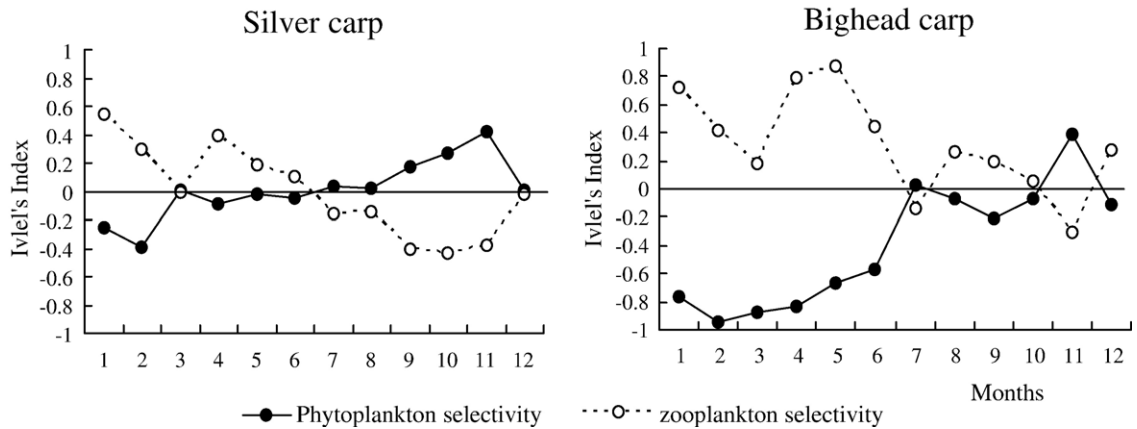 Silver carp
Ivlel's Index
1
0.8
0.6
0.4
0.2
0
-0.2
-0.4
-0.6
-0.8
-1
1 2 3 4 5 6 7 8 9 10 11 12
Bighead carp
Ivlel's Index
1
0.8
0.6
0.4
0.2
0
-0.2
-0.4
-0.6
-0.8
-1
1 2 3 4 5 6 7 8 9 10 11 12
Months
Phytoplankton selectivity
zooplankton selectivity